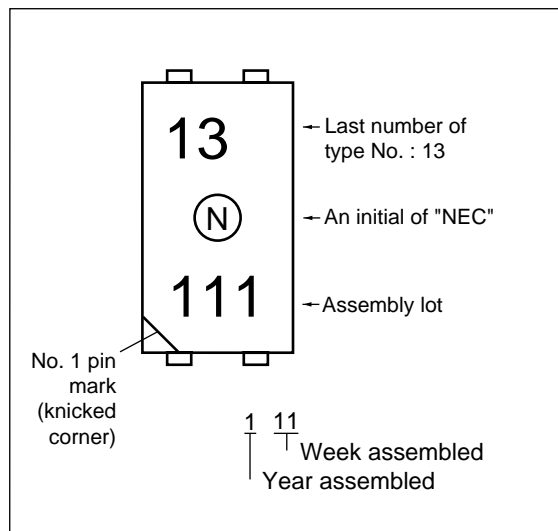 13
Last number of
type No. : 13
N
An initial of "NEC"
111
Assembly lot
No. 1 pin
mark
(knicked
corner)
1 11
Week assembled
Year assembled